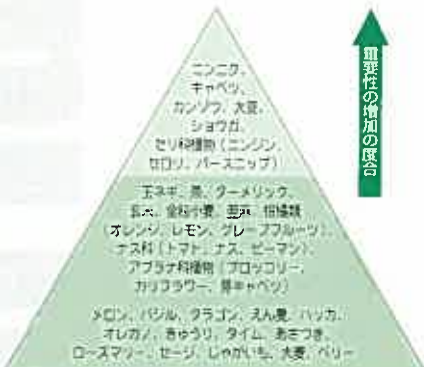 ニンニク、
キャベツ、
カンゾウ、大豆、
ショウガ、
セリ科植物(ニンジン、
セロリ、パースニップ)
玉ネギ、茶、ターメリック、
玄米、全粒小麦、亜麻、柑橘類
(オレンジ、レモン、グレープフルーツ)、
ナス科(トマト、ナス、ピーマン)、
アブラナ科植物(ブロッコリー、
カリフラワー、芽キャベツ)
メロン、バジル、タラゴン、えん麦、ハッカ、
オレガノ、きゅうり、タイム、あさつき、
ローズマリー、セージ、じゃがいも、大麦、ベリー
重要性の増加の度合